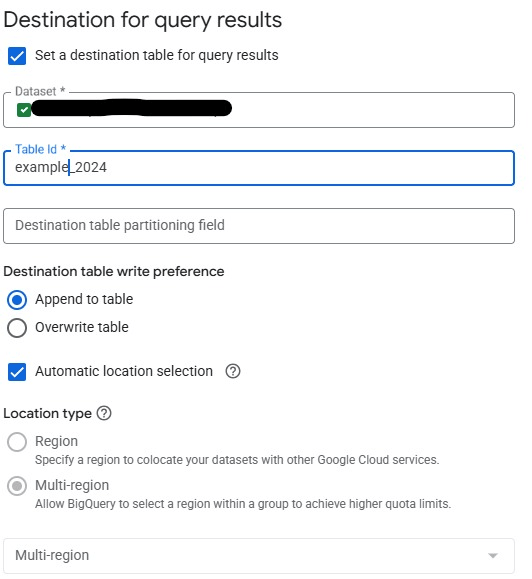 Destination for query results
Set a destination table for query results
Dataset *
Table Id *
example_2024
Destination table partitioning field
Destination table write preference
Append to table
Overwrite table
Automatic location selection
Location type
Region
Specify a region to colocate your datasets with other Google Cloud services.
Multi-region
Allow BigQuery to select a region within a group to achieve higher quota limits.
Multi-region